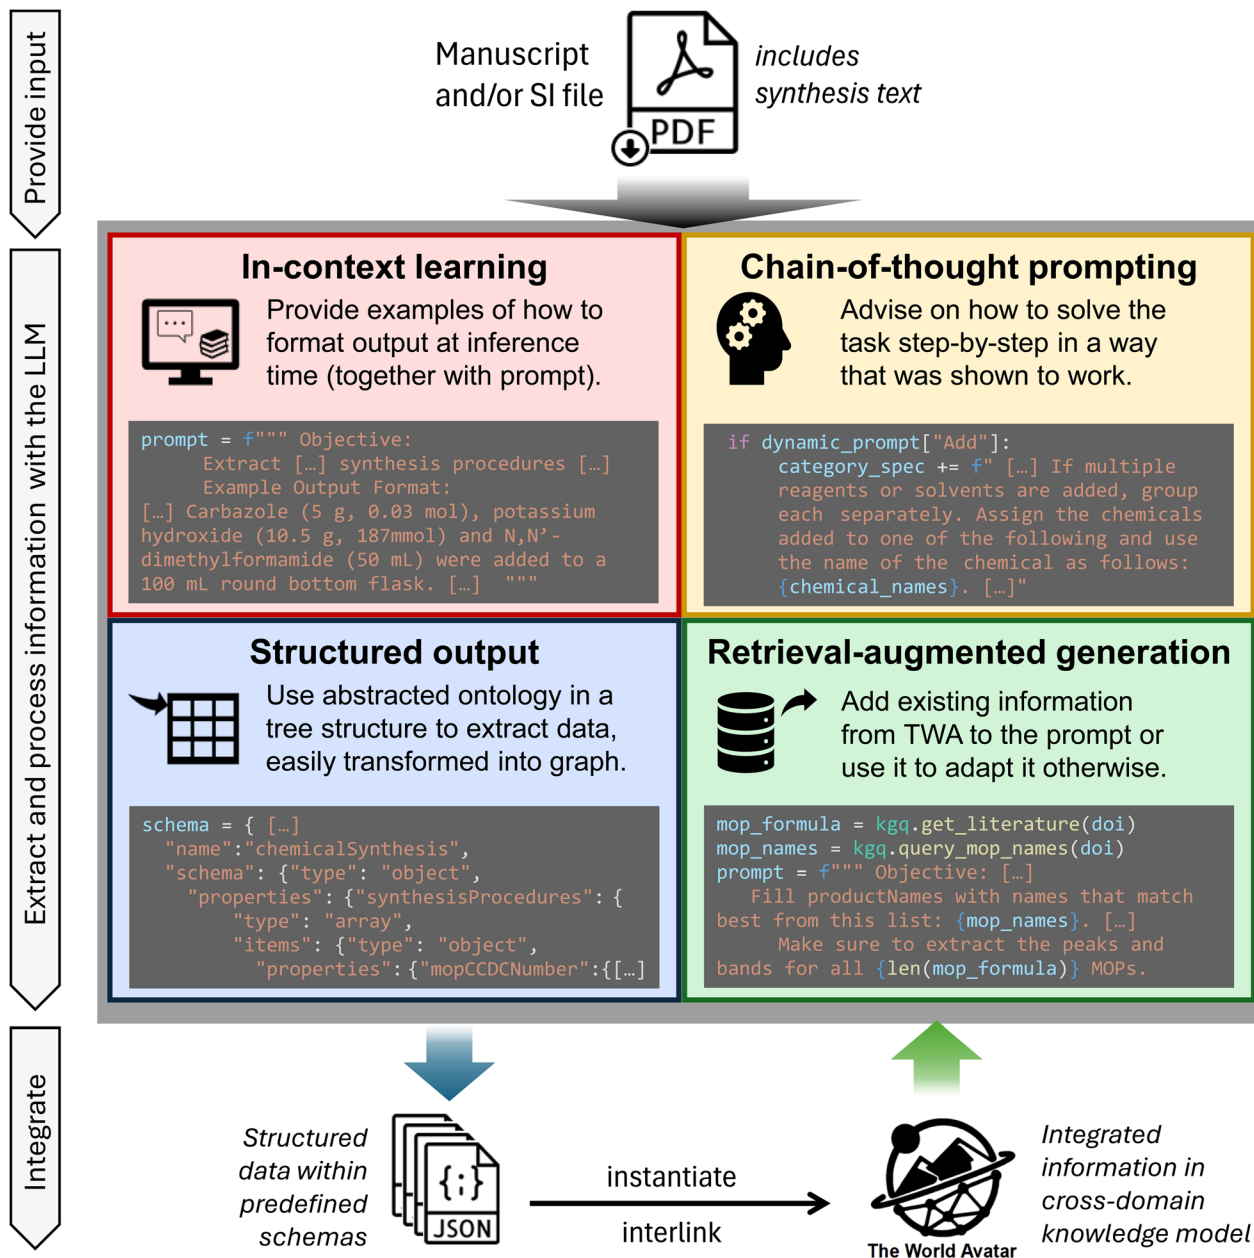 Provide input
Manuscript
and/or SI file
PDF
includes
synthesis text
Extract and process information with the LLM
In-context learning
Provide examples of how to
format output at inference
time (together with prompt).
prompt = f""" Objective:
Extract […] synthesis procedures […]
Example Output Format:
[…] Carbazole (5 g, 0.03 mol), potassium
hydroxide (10.5 g, 187mmol) and N,N’-
dimethylformamide (50 mL) were added to a
100 mL round bottom flask. […] """
Chain-of-thought prompting
Advise on how to solve the
task step-by-step in a way
that was shown to work.
if dynamic_prompt["Add"]:
category_spec += f" […] If multiple
reagents or solvents are added, group
each separately. Assign the chemicals
added to one of the following and use
the name of the chemical as follows:
{chemical_names}. […]"
Structured output
Use abstracted ontology in a
tree structure to extract data,
easily transformed into graph.
schema = { […]
"name":"chemicalSynthesis",
"schema": {"type": "object",
"properties": {"synthesisProcedures": {
"type": "array",
"items": {"type": "object",
"properties":{"mopCCDCNumber":{[…]
Retrieval-augmented generation
Add existing information
from TWA to the prompt or
use it to adapt it otherwise.
mop_formula = kgq.get_literature(doi)
mop_names = kgq.query_mop_names(doi)
prompt = f""" Objective: […]
Fill productNames with names that match
best from this list: {mop_names}. […]
Make sure to extract the peaks and
bands for all {len(mop_formula)} MOPs.
Integrate
Structured
data within
predefined
schemas
{;}
JSON
instantiate
interlink
The World Avatar
Integrated
information in
cross-domain
knowledge model